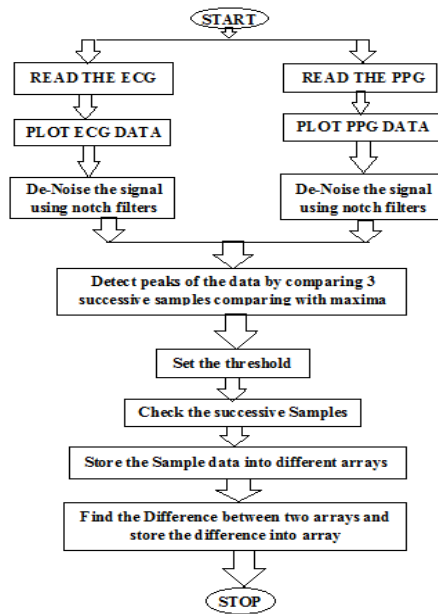 START
READ THE ECG
READ THE PPG
PLOT ECG DATA
PLOT PPG DATA
De-Noise the signal
using notch filters
De-Noise the signal
using notch filters
Detect peaks of the data by comparing 3
successive samples comparing with maxima
Set the threshold
Check the successive Samples
Store the Sample data into different arrays
Find the Difference between two arrays and
store the difference into array
STOP